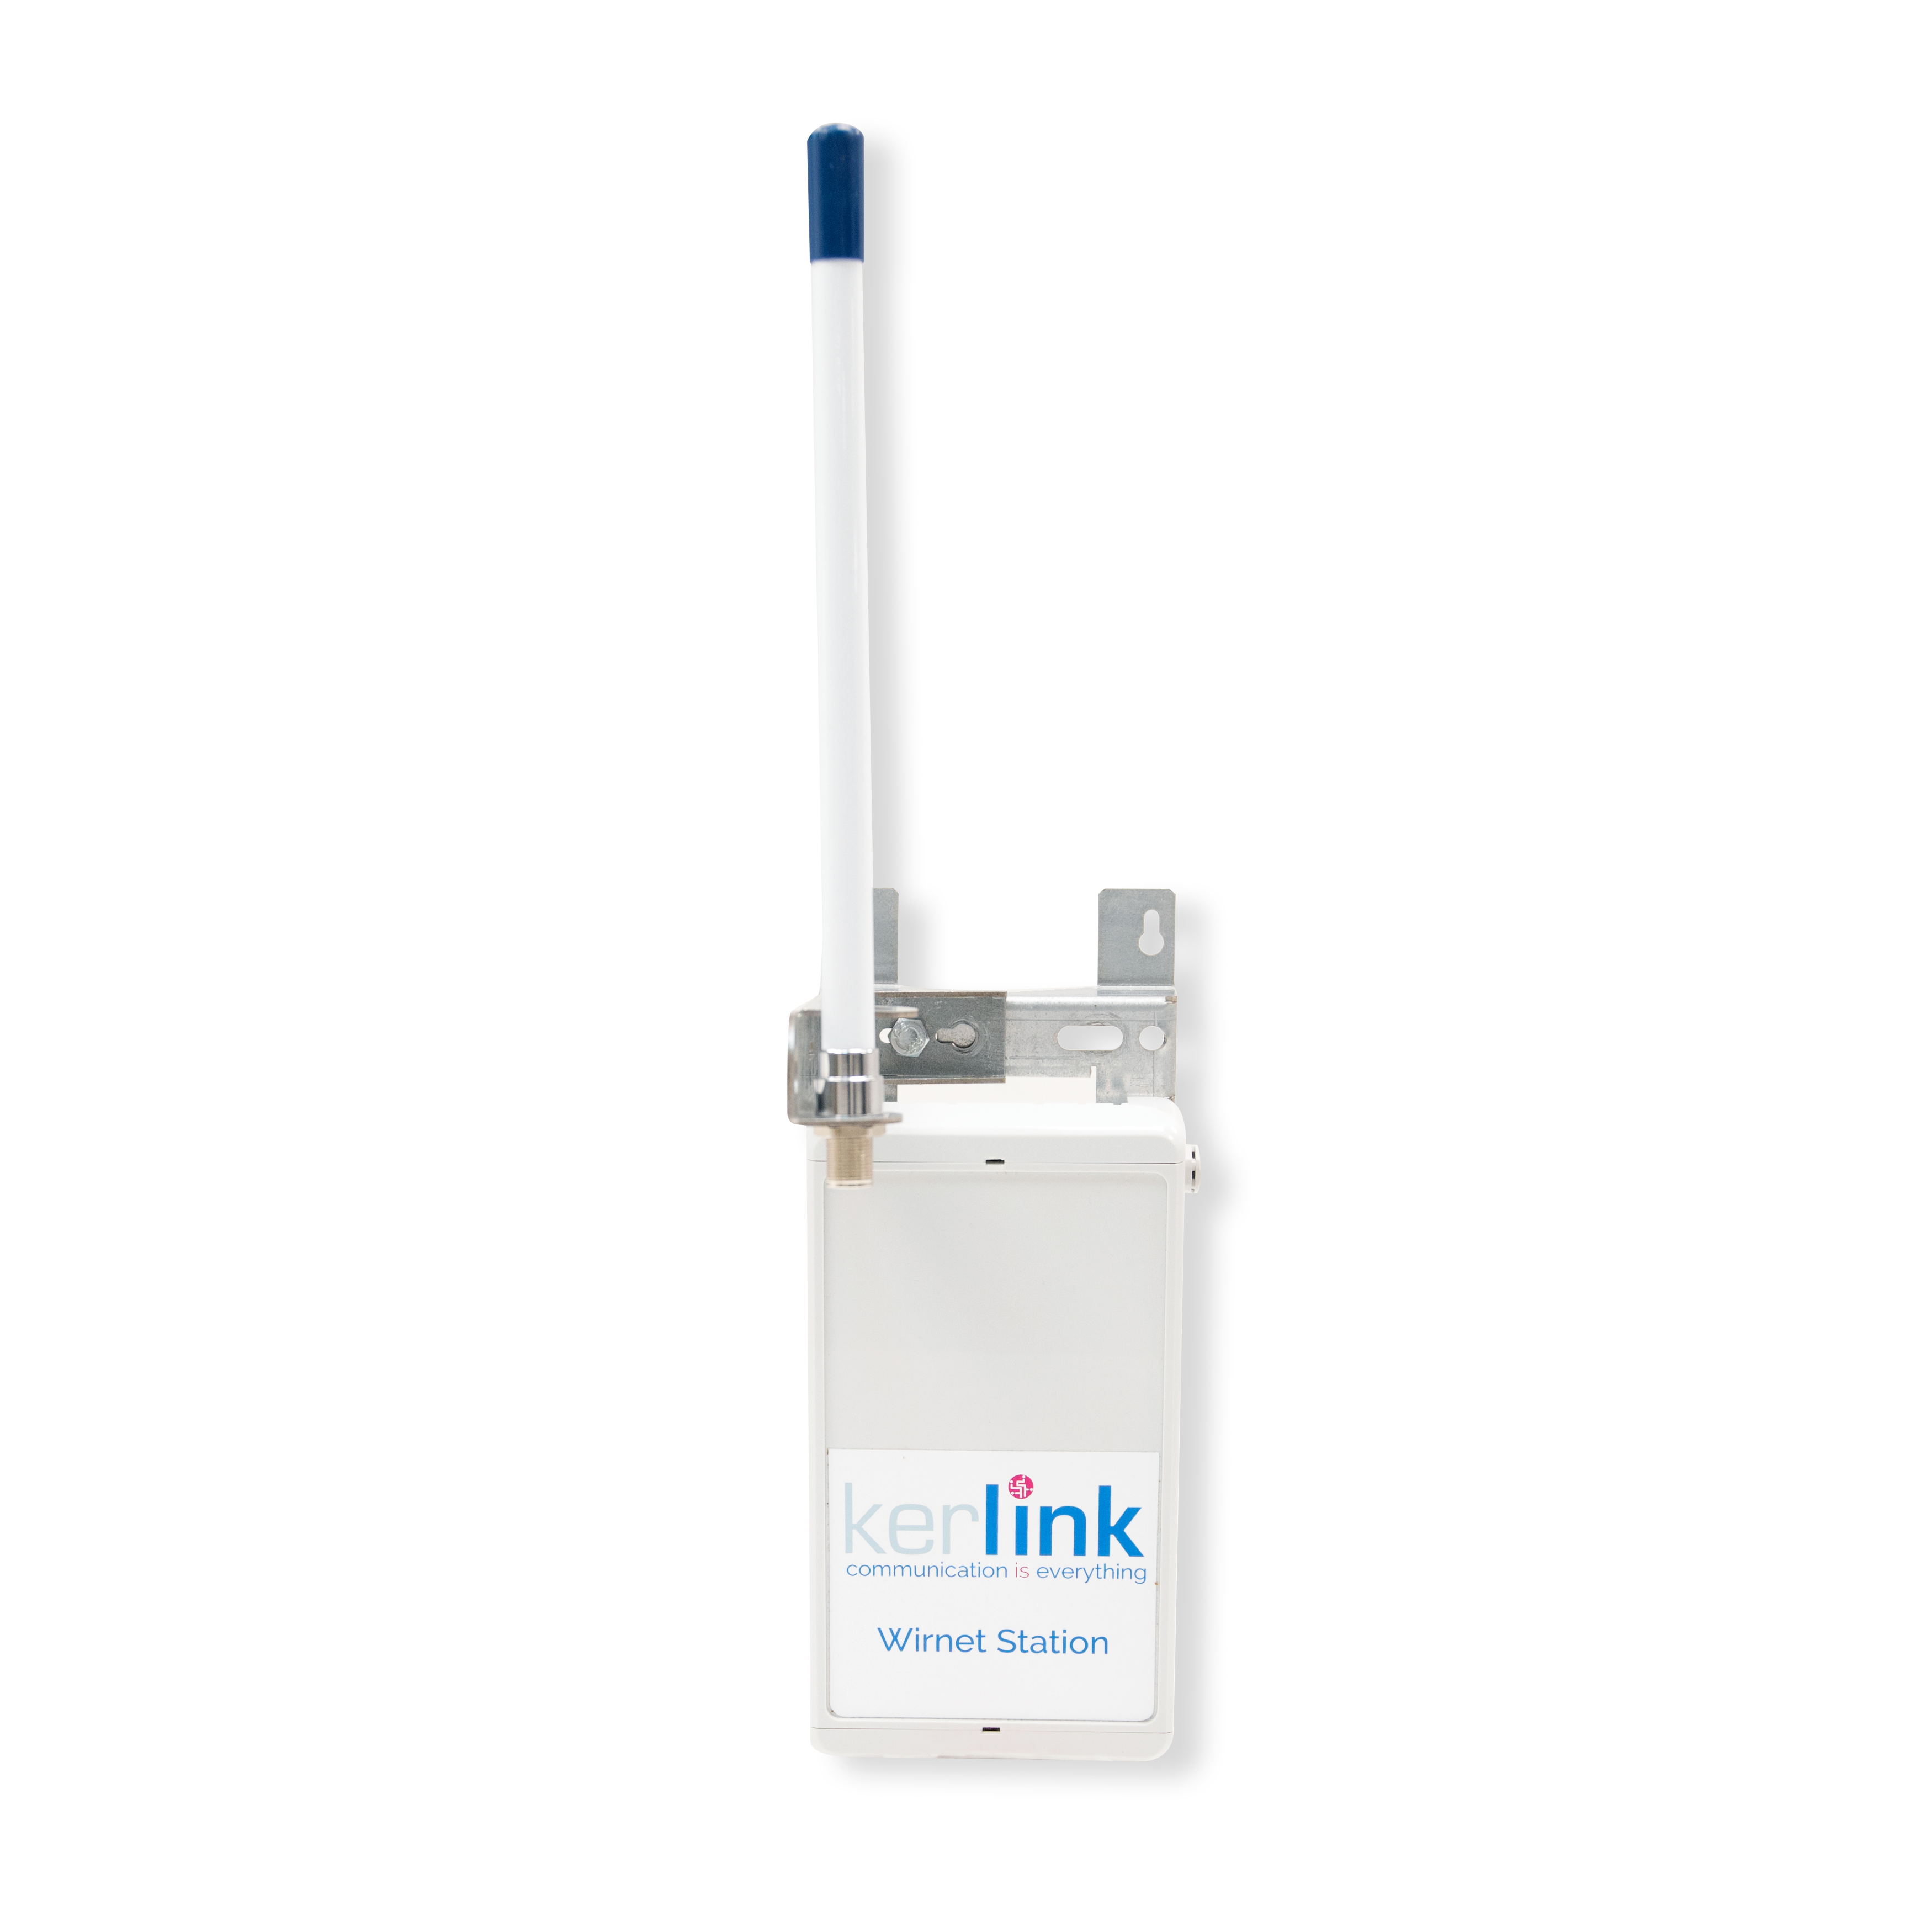 kerlink
communication is everything
Wirnet Station